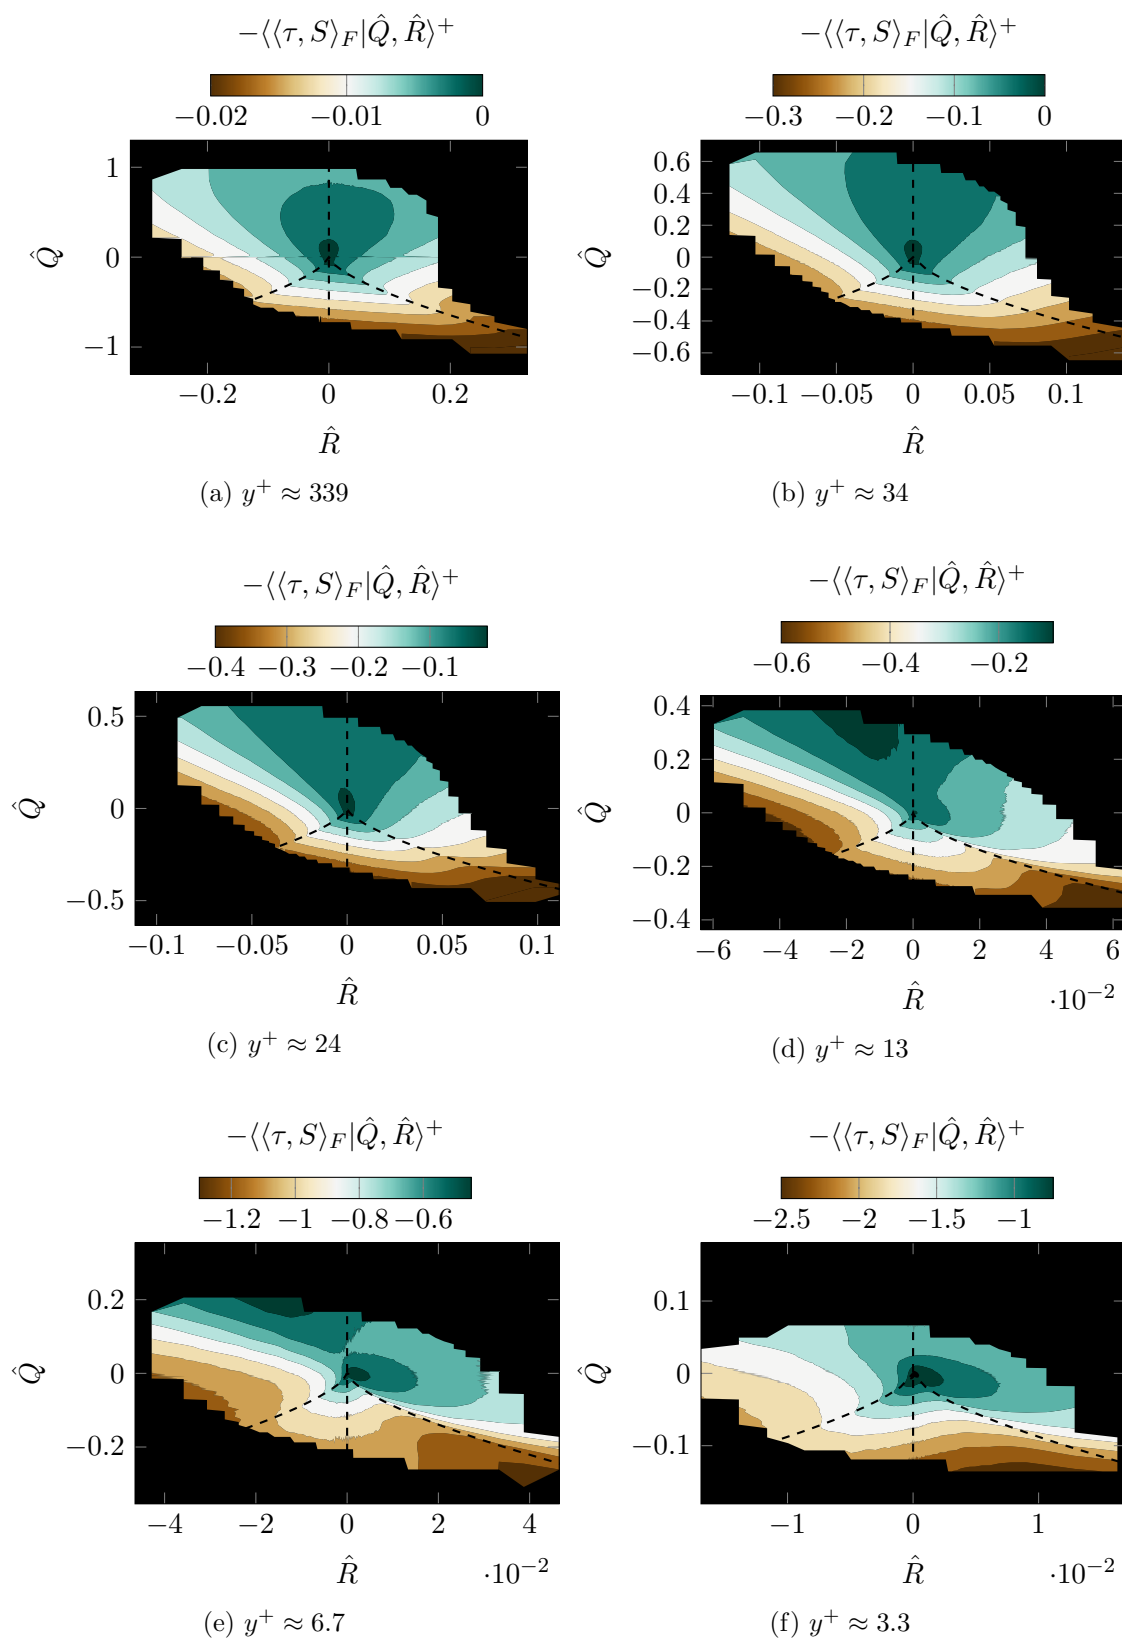 −⟨⟨τ, S⟩F|Q̂, R̂⟩+
−0.02 −0.01 0
1
0
−1
Q̂
−0.2 0 0.2
R̂
(a) y+ ≈ 339
−⟨⟨τ, S⟩F|Q̂, R̂⟩+
−0.3 −0.2 −0.1 0
0.6
0.4
0.2
0
−0.2
−0.4
−0.6
Q̂
−0.1 −0.05 0 0.05 0.1
R̂
(b) y+ ≈ 34
−⟨⟨τ, S⟩F|Q̂, R̂⟩+
−0.4 −0.3 −0.2 −0.1
0.5
0
−0.5
Q̂
−0.1 −0.05 0 0.05 0.1
R̂
(c) y+ ≈ 24
−⟨⟨τ, S⟩F|Q̂, R̂⟩+
−0.6 −0.4 −0.2
0.4
0.2
0
−0.2
−0.4
Q̂
−6 −4 −2 0 2 4 6
R̂ ·10−2
(d) y+ ≈ 13
−⟨⟨τ, S⟩F|Q̂, R̂⟩+
−1.2 −1 −0.8 −0.6
0.2
0
−0.2
Q̂
−4 −2 0 2 4
R̂ ·10−2
(e) y+ ≈ 6.7
−⟨⟨τ, S⟩F|Q̂, R̂⟩+
−2.5 −2 −1.5 −1
0.1
0
−0.1
Q̂
−1 0 1
R̂ ·10−2
(f) y+ ≈ 3.3